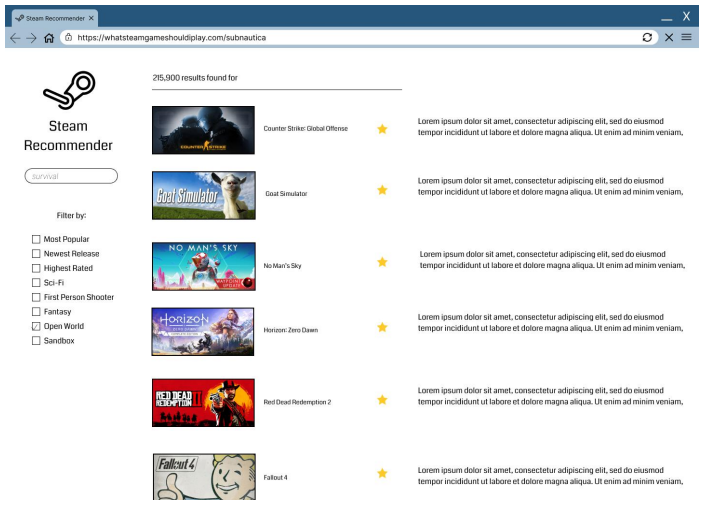 Steam Recommender
https://whatsteamgameshouldiplay.com/subnautica
Steam
Recommender
survival
Filter by:
Most Popular
Newest Release
Highest Rated
Sci-Fi
First Person Shooter
Fantasy
Open World
Sandbox
215,900 results found for
COUNTER STRIKE
Counter Strike: Global Offense
Lorem ipsum dolor sit amet, consectetur adipiscing elit, sed do eiusmod
tempor incididunt ut labore et dolore magna aliqua. Ut enim ad minim veniam,
Goat Simulator
Goat Simulator
Lorem ipsum dolor sit amet, consectetur adipiscing elit, sed do eiusmod
tempor incididunt ut labore et dolore magna aliqua. Ut enim ad minim veniam,
NO MAN'S SKY
WAYPOINT
UPDATE
No Man's Sky
Lorem ipsum dolor sit amet, consectetur adipiscing elit, sed do eiusmod
tempor incididunt ut labore et dolore magna aliqua. Ut enim ad minim veniam,
HORIZON
ZERO DAWN
Horizon: Zero Dawn
Lorem ipsum dolor sit amet, consectetur adipiscing elit, sed do eiusmod
tempor incididunt ut labore et dolore magna aliqua. Ut enim ad minim veniam,
RED DEAD
REDEMPTION II
Red Dead Redemption 2
Lorem ipsum dolor sit amet, consectetur adipiscing elit, sed do eiusmod
tempor incididunt ut labore et dolore magna aliqua. Ut enim ad minim veniam,
Fallout 4
Fallout 4
Lorem ipsum dolor sit amet, consectetur adipiscing elit, sed do eiusmod
tempor incididunt ut labore et dolore magna aliqua. Ut enim ad minim veniam,